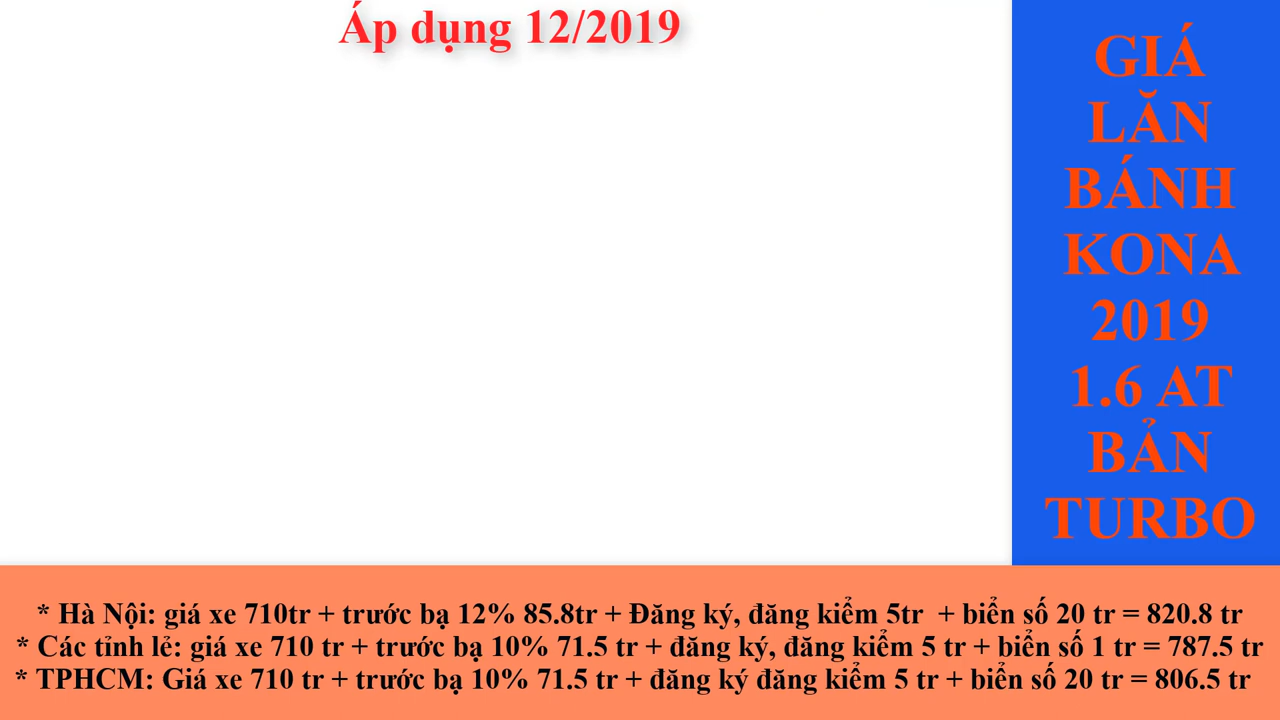 Áp dụng 12/2019
GIÁ
LĂN
BÁNH
KONA
2019
1.6 AT
BẢN
TURBO
* Hà Nội: giá xe 710tr + trước bạ 12% 85.8tr + Đăng ký, đăng kiểm 5tr + biển số 20 tr = 820.8 tr
* Các tỉnh lẻ: giá xe 710 tr + trước bạ 10% 71.5 tr + đăng ký, đăng kiểm 5 tr + biển số 1 tr = 787.5 tr
* TPHCM: Giá xe 710 tr + trước bạ 10% 71.5 tr + đăng ký đăng kiểm 5 tr + biển số 20 tr = 806.5 tr